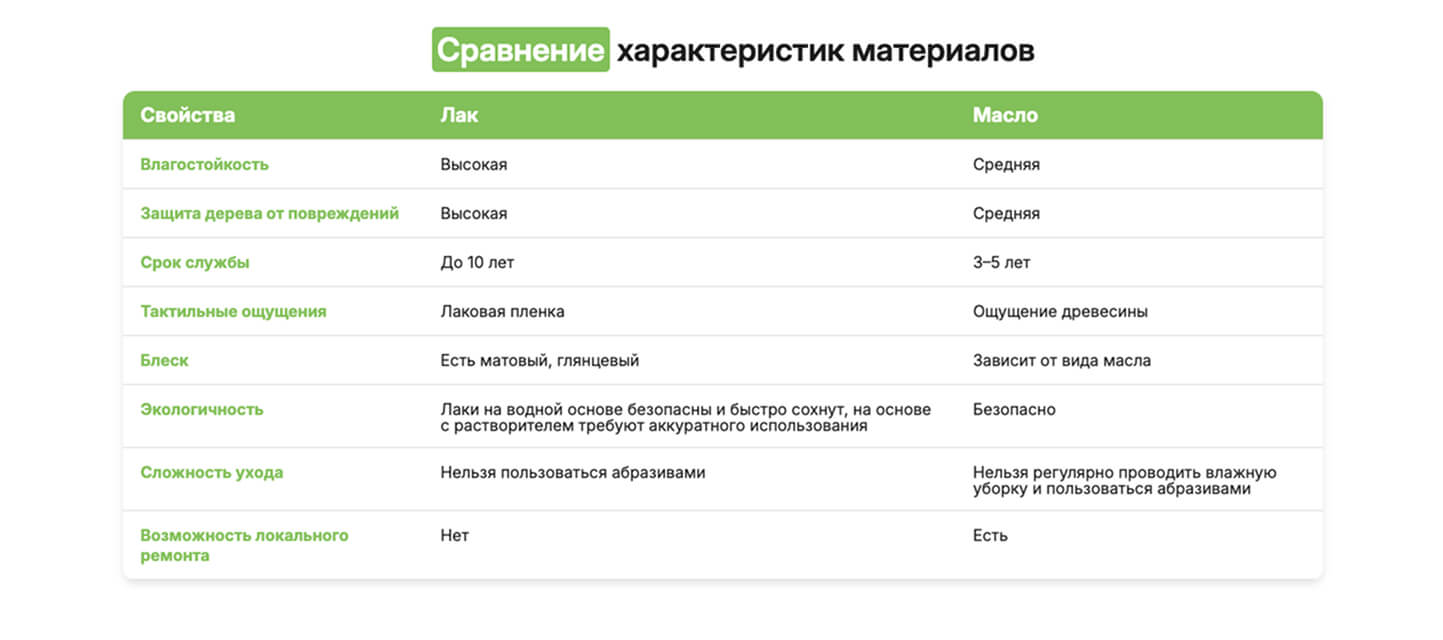 Сравнение характеристик материалов
Свойства Лак Масло
Влагостойкость Высокая Средняя
Защита дерева от повреждений Высокая Средняя
Срок службы До 10 лет 3–5 лет
Тактильные ощущения Лаковая пленка Ощущение древесины
Блеск Есть матовый, глянцевый Зависит от вида масла
Экологичность Лаки на водной основе безопасны и быстро сохнут, на основе Безопасно
с растворителем требуют аккуратного использования
Сложность ухода Нельзя пользоваться абразивами Нельзя регулярно проводить влажную
уборку и пользоваться абразивами
Возможность локального Нет Есть
ремонта